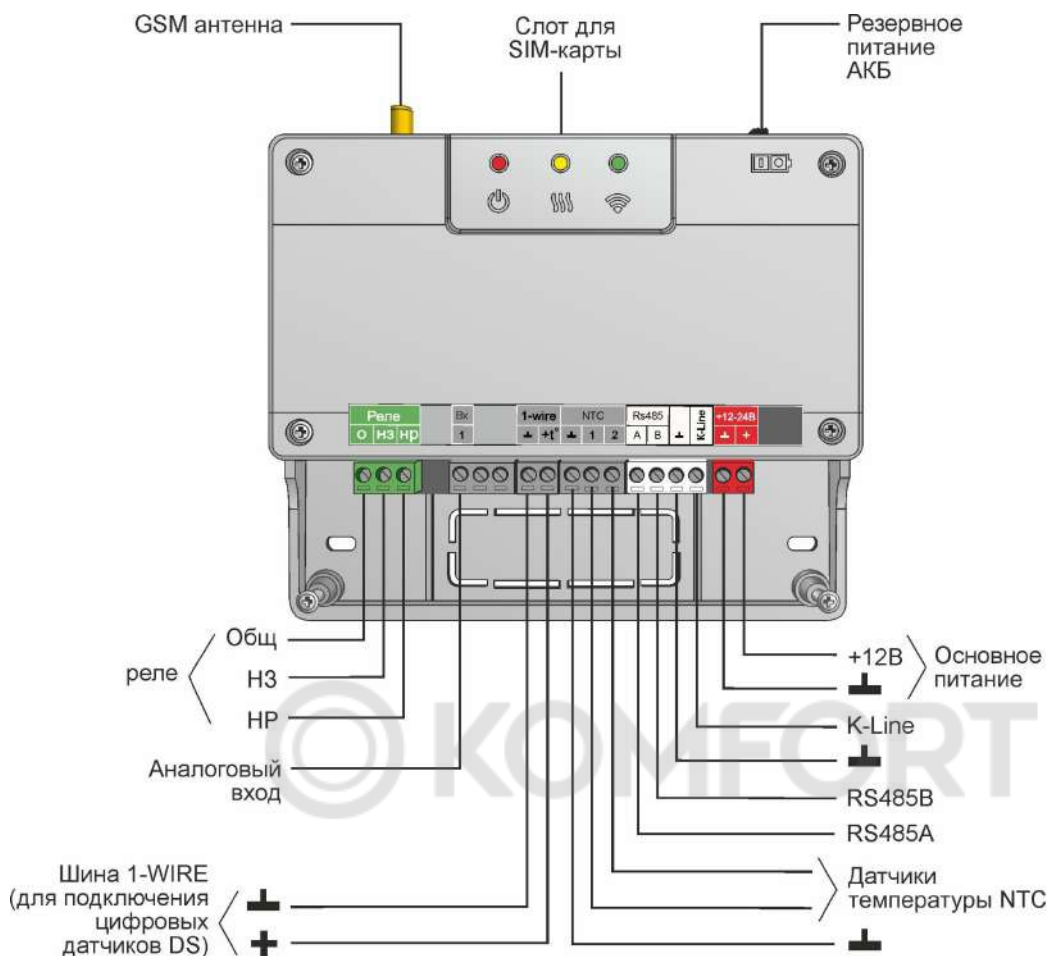 GSM антенна
Слот для
SIM-карты
Резервное
питание
АКБ
Реле
О НЗ НР
Вх
1
1-wire
+t°
NTC
1 2
Rs485
A B
K-Line
+12-24В
+
реле
Общ
НЗ
НР
Аналоговый
вход
Шина 1-WIRE
(для подключения
цифровых
датчиков DS)
+
+12В
Основное
питание
K-Line
RS485B
RS485A
Датчики
температуры NTC
KOMFORT